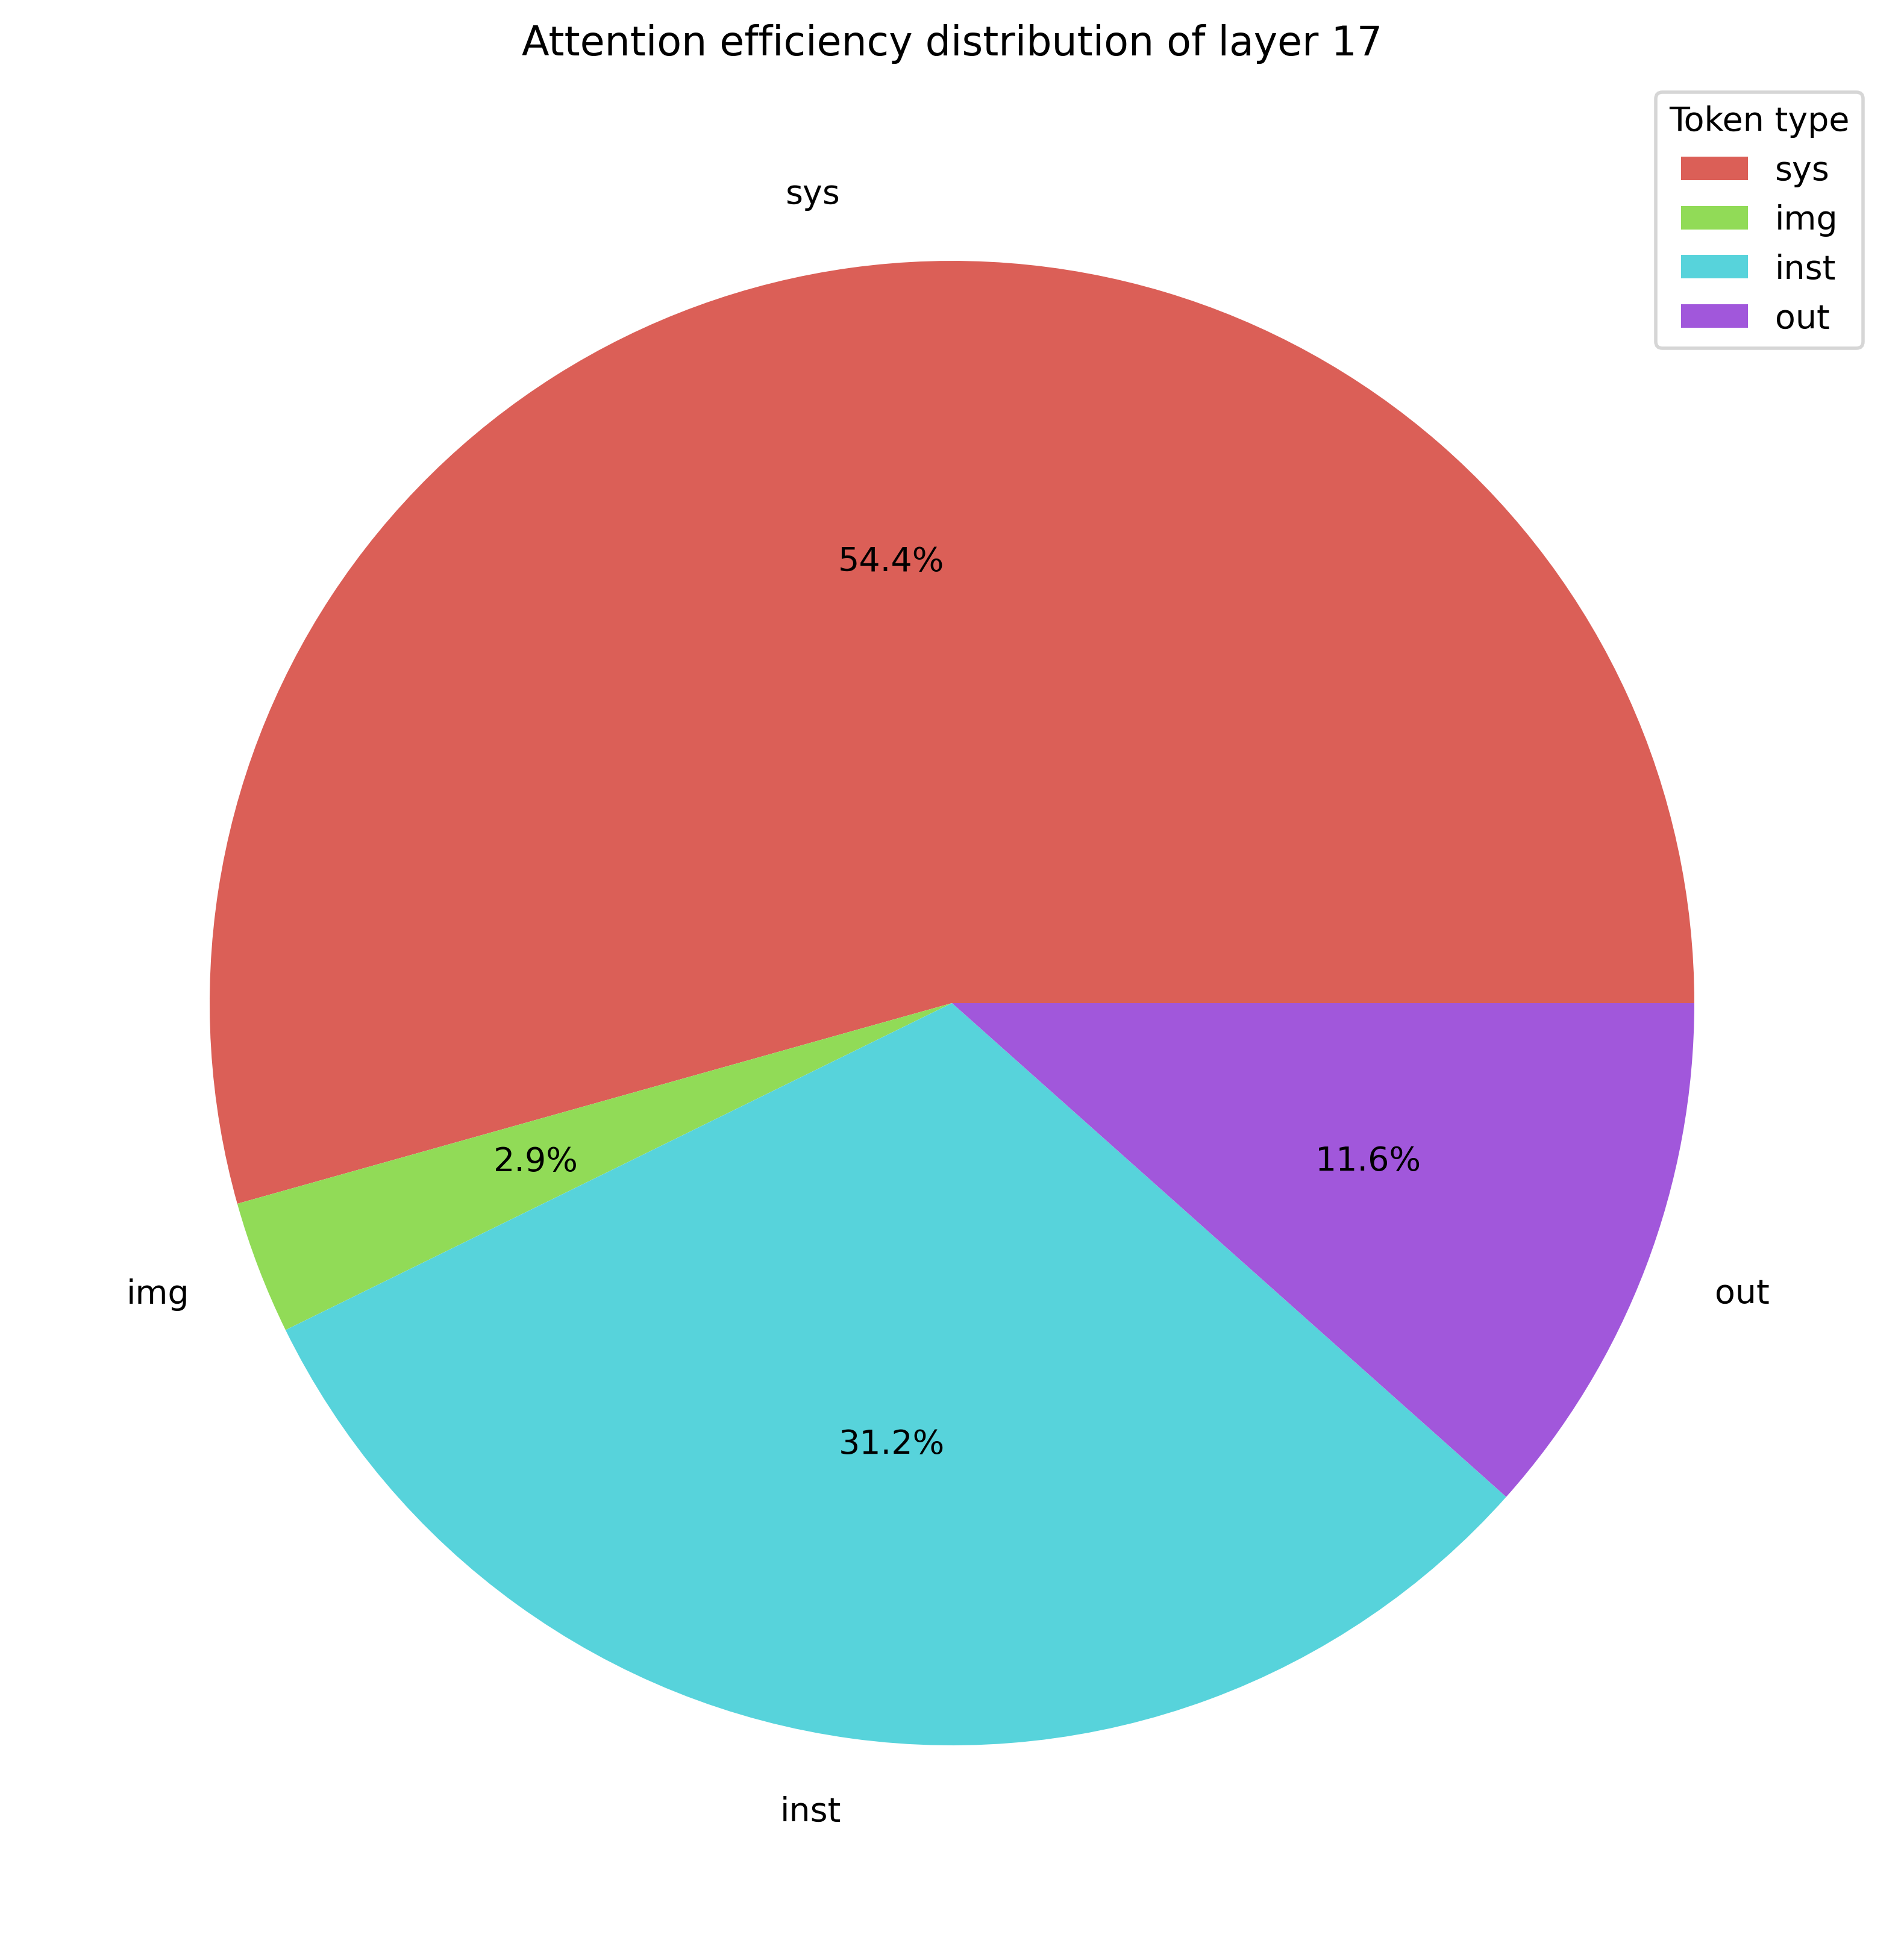 Attention efficiency distribution of layer 17
Token type
sys
img
inst
out
sys
54.4%
2.9%
11.6%
img
out
31.2%
inst